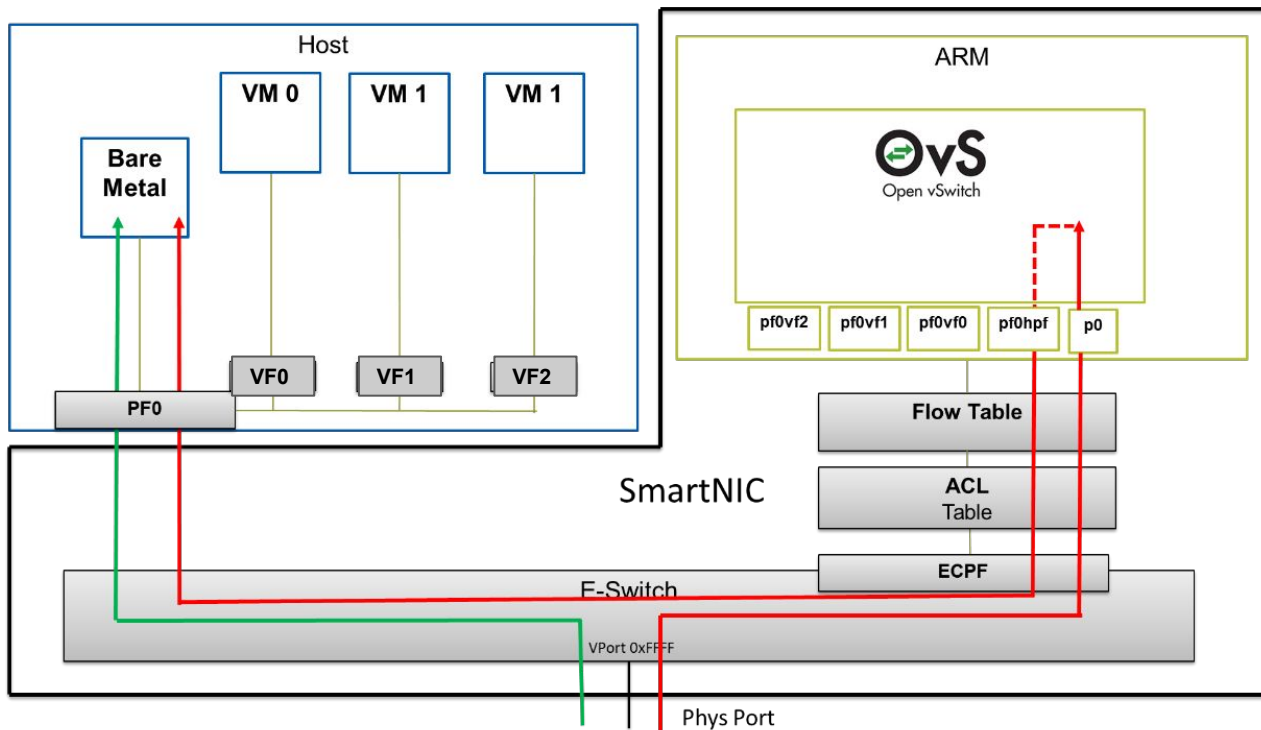 Host
VM 0
VM 1
VM 1
Bare
Metal
VF0
VF1
VF2
PF0
ARM
OvS
Open vSwitch
pf0vf2
pf0vf1
pf0vf0
pf0hpf
p0
Flow Table
ACL
Table
SmartNIC
ECPF
E-Switch
VPort 0xFFFF
Phys Port